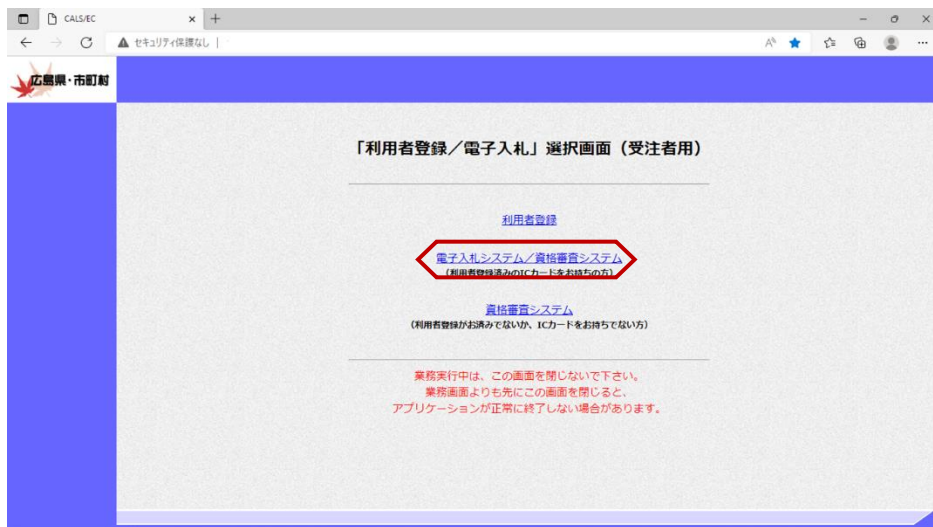 CALS/EC
セキュリティ保護なし
広島県・市町村
「利用者登録／電子入札」選択画面（受注者用）
利用者登録
電子入札システム／資格審査システム
（利用者登録済みのICカードをお持ちの方）
資格審査システム
（利用者登録がお済みでないか、ICカードをお持ちでない方）
業務実行中は、この画面を閉じないで下さい。
業務画面よりも先にこの画面を閉じると、
アプリケーションが正常に終了しない場合があります。